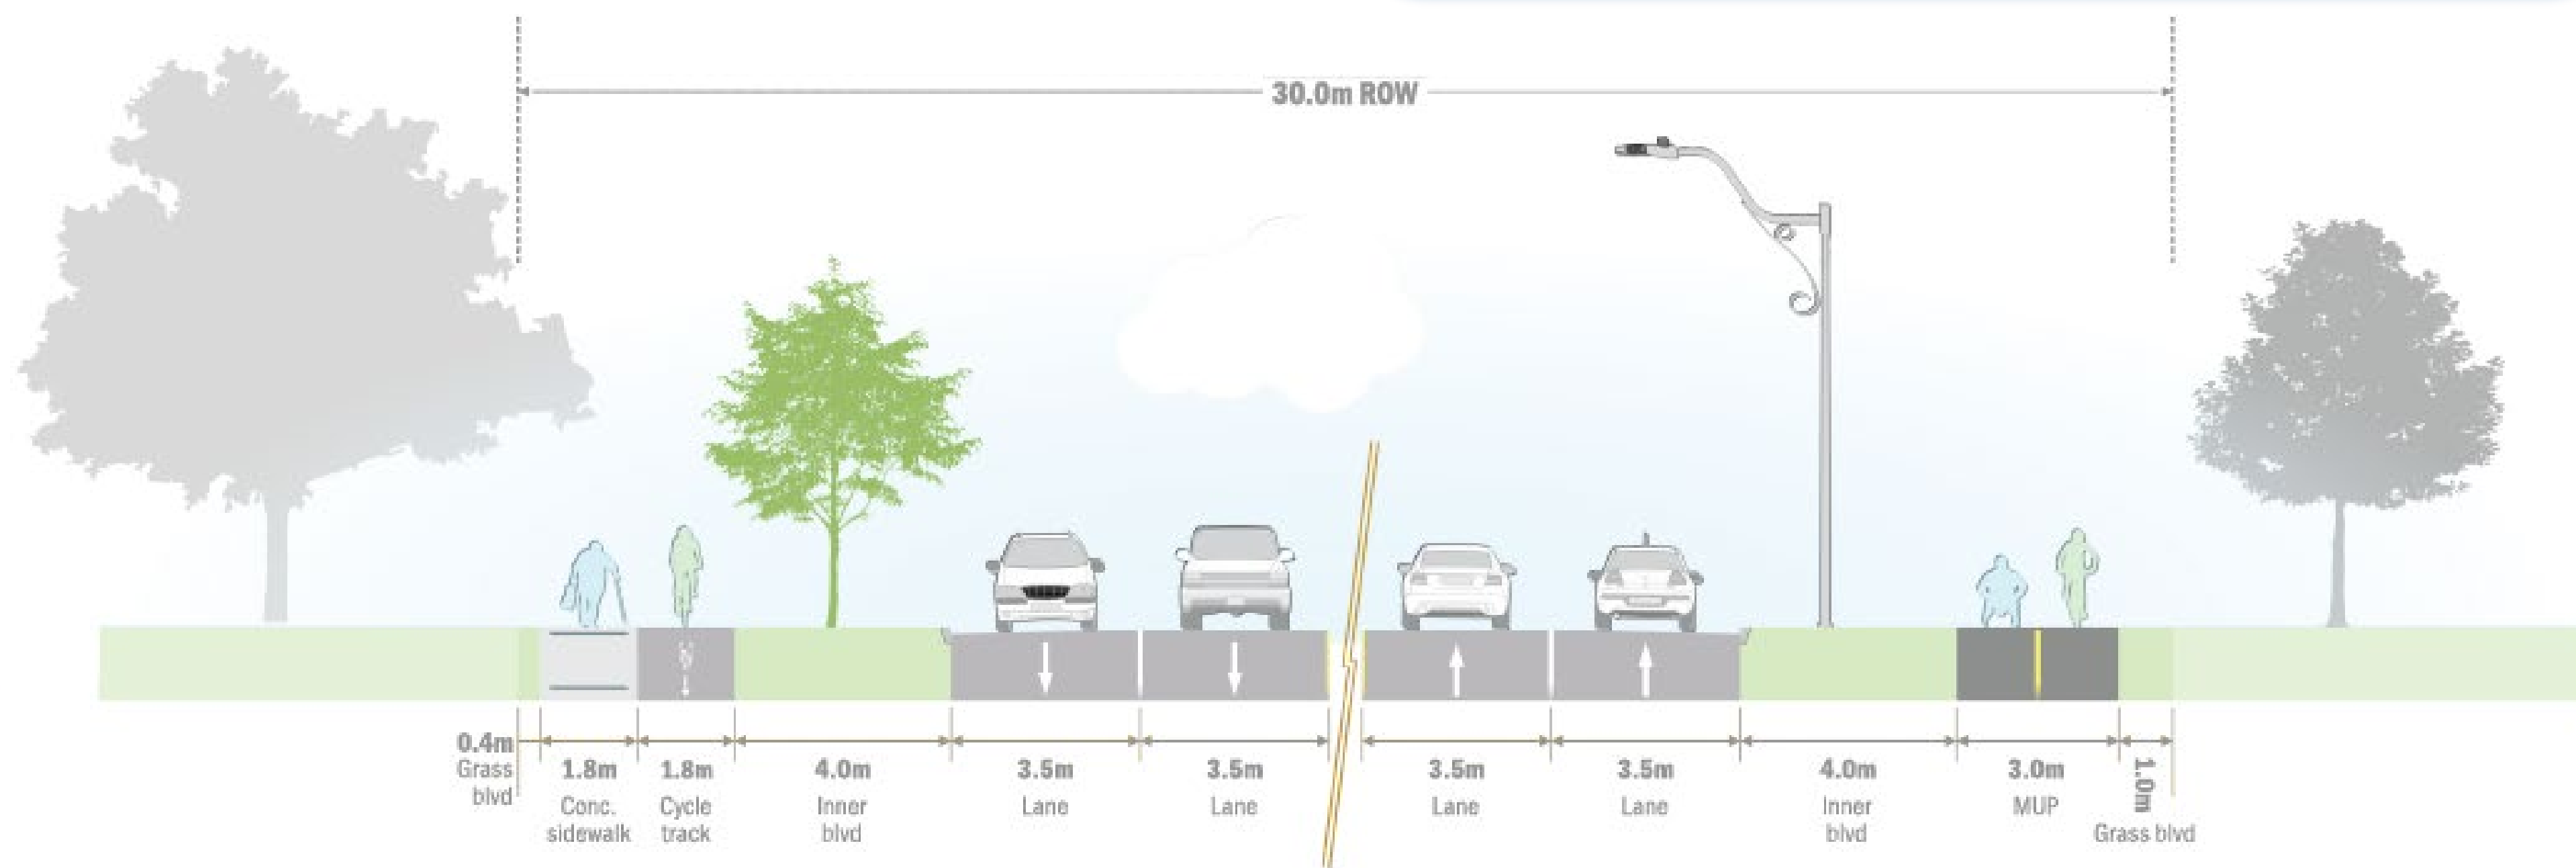 30.0m ROW
0.4m
Grass
blvd
1.8m
Conc.
sidewalk
1.8m
Cycle
track
4.0m
Inner
blvd
3.5m
Lane
3.5m
Lane
3.5m
Lane
3.5m
Lane
4.0m
Inner
blvd
3.0m
MUP
1.0m
Grass blvd